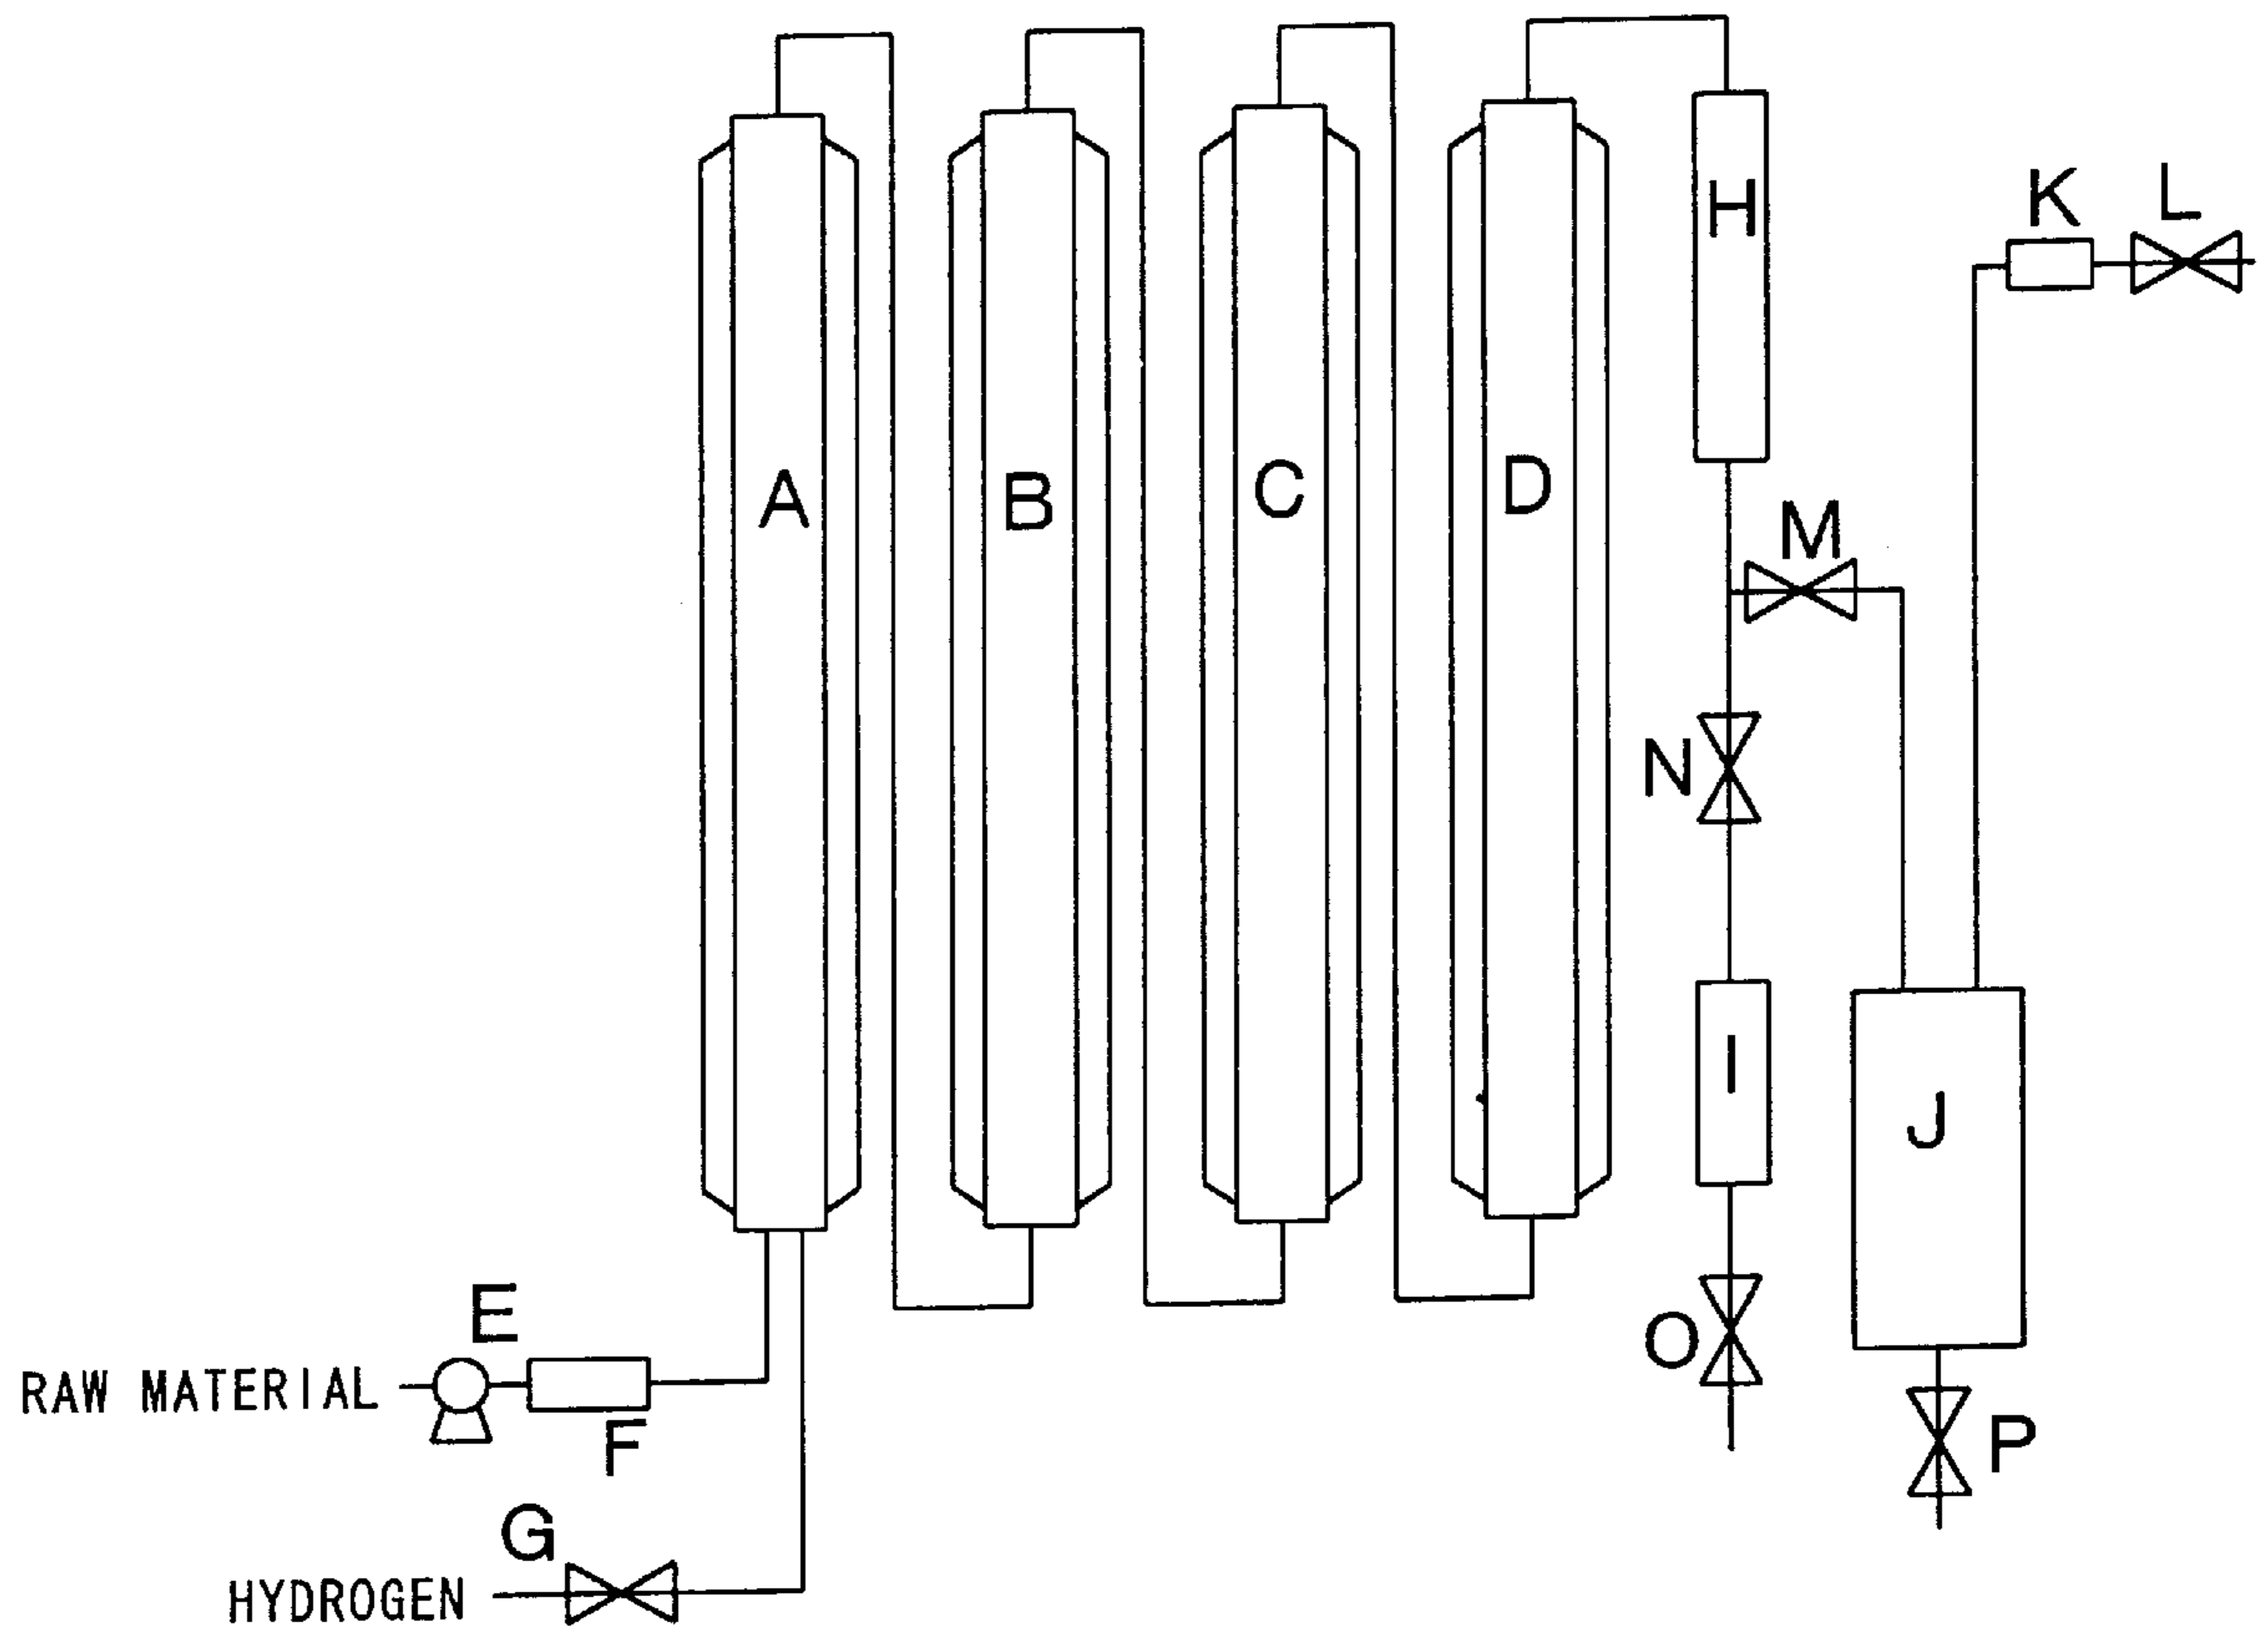 H
K L
A B C D
M
N
I
J
E
O
RAW MATERIAL
F
P
G
HYDROGEN